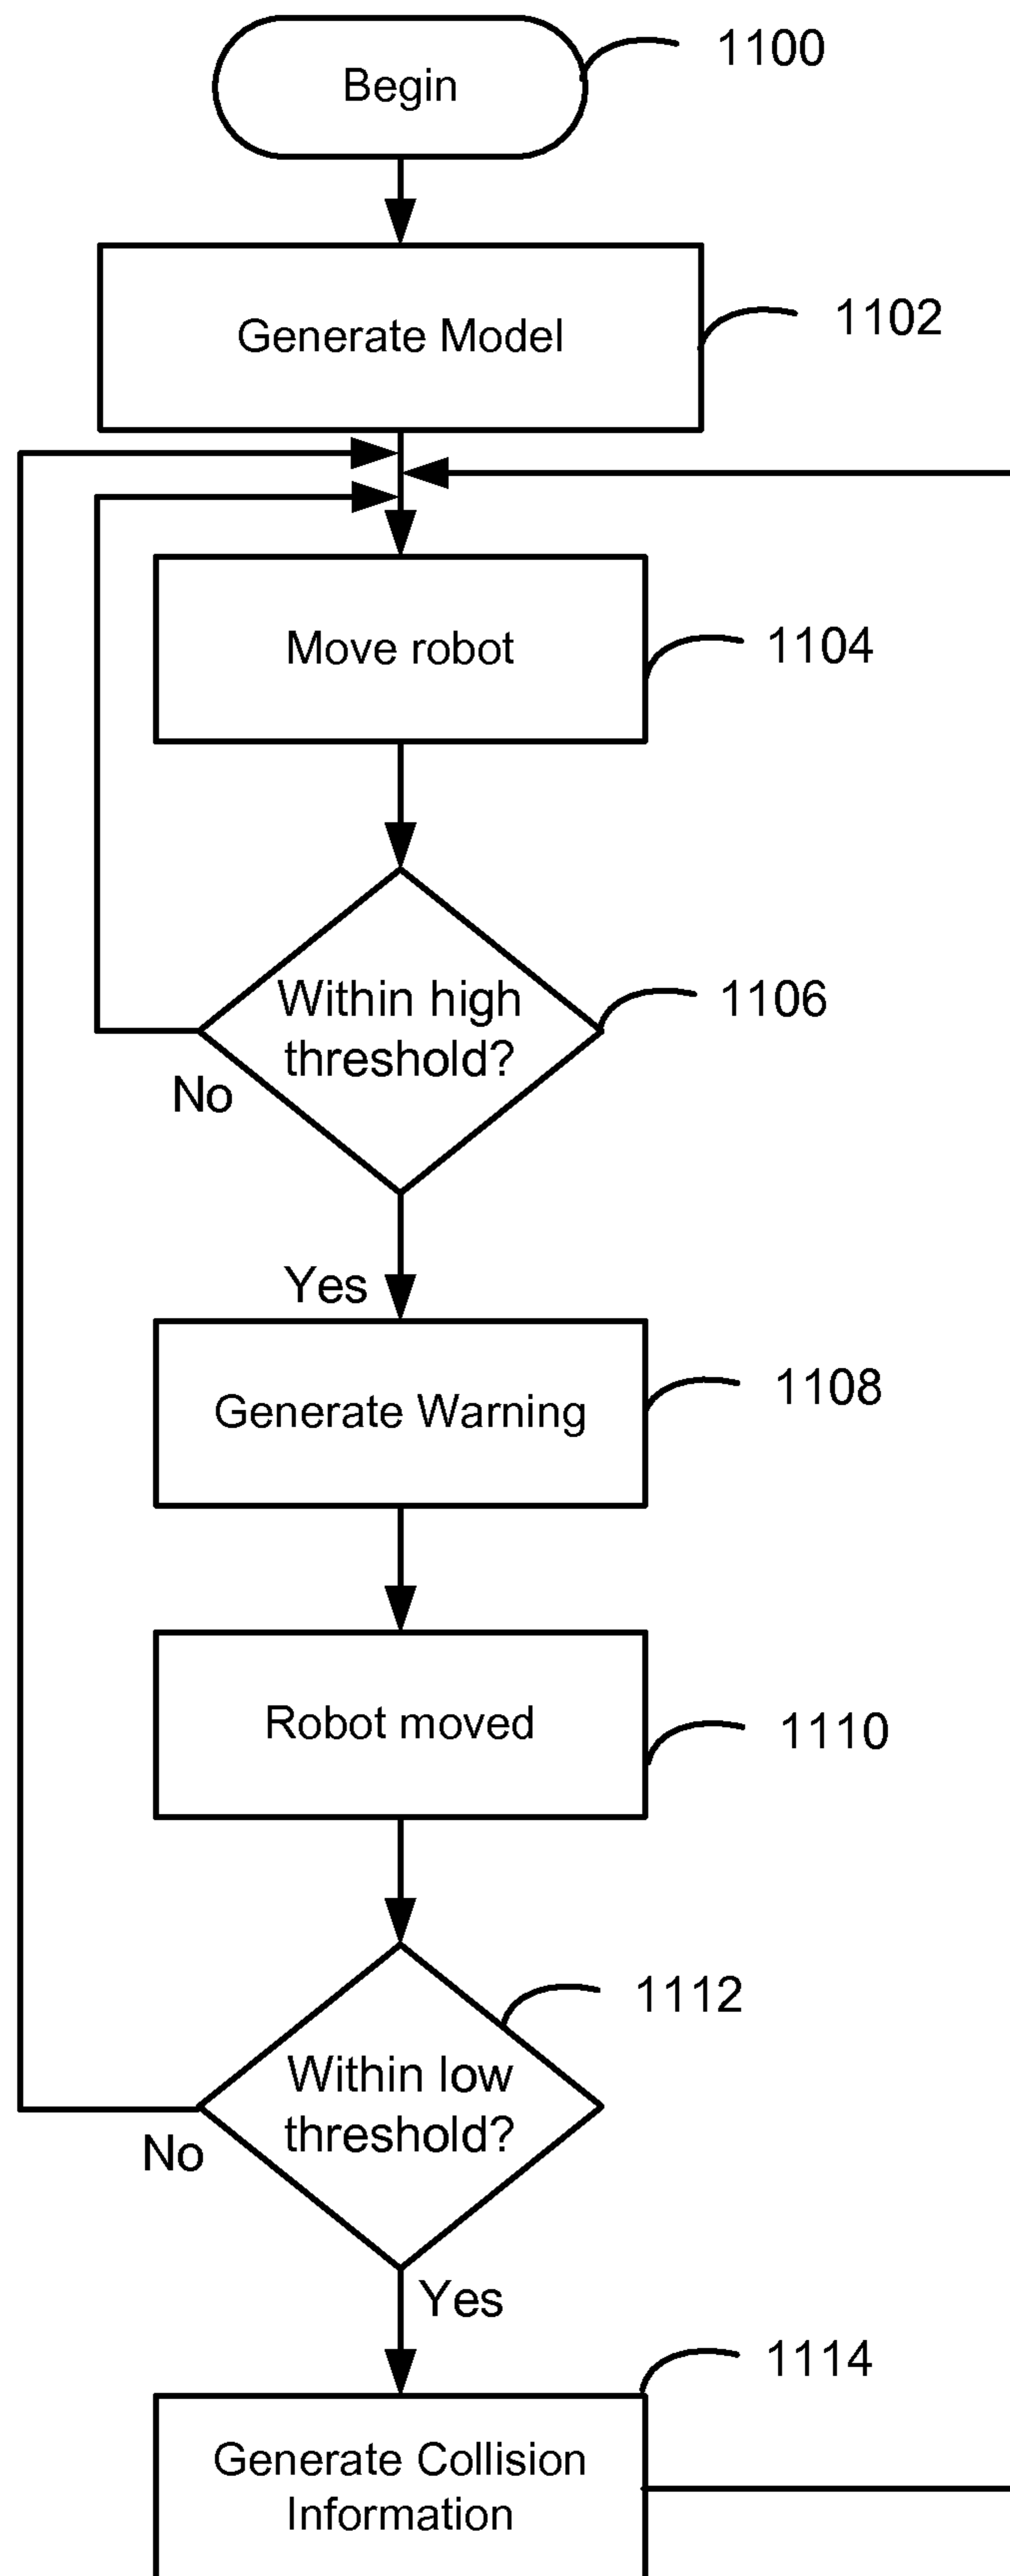 Begin
1100
Generate Model
1102
Move robot
1104
Within high
threshold?
1106
No
Yes
Generate Warning
1108
Robot moved
1110
1112
Within low
threshold?
No
Yes
1114
Generate Collision
Information